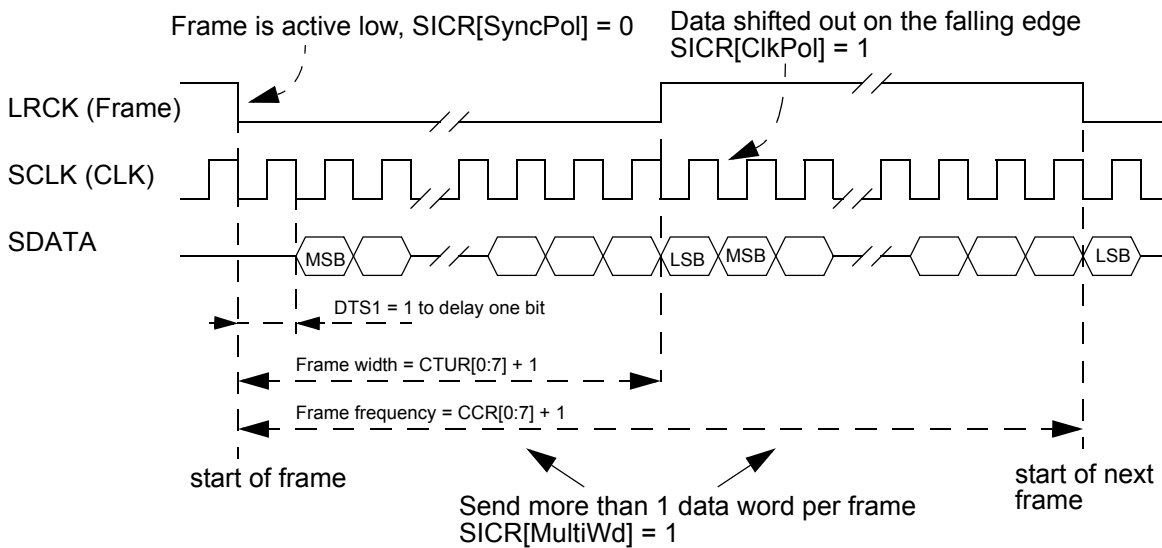 Frame is active low, SICR[SyncPol] = 0
Data shifted out on the falling edge
SICR[ClkPol] = 1
LRCK (Frame)
SCLK (CLK)
SDATA
MSB
LSB
MSB
LSB
DTS1 = 1 to delay one bit
Frame width = CTUR[0:7] + 1
Frame frequency = CCR[0:7] + 1
start of frame
start of next
frame
Send more than 1 data word per frame
SICR[MultiWd] = 1